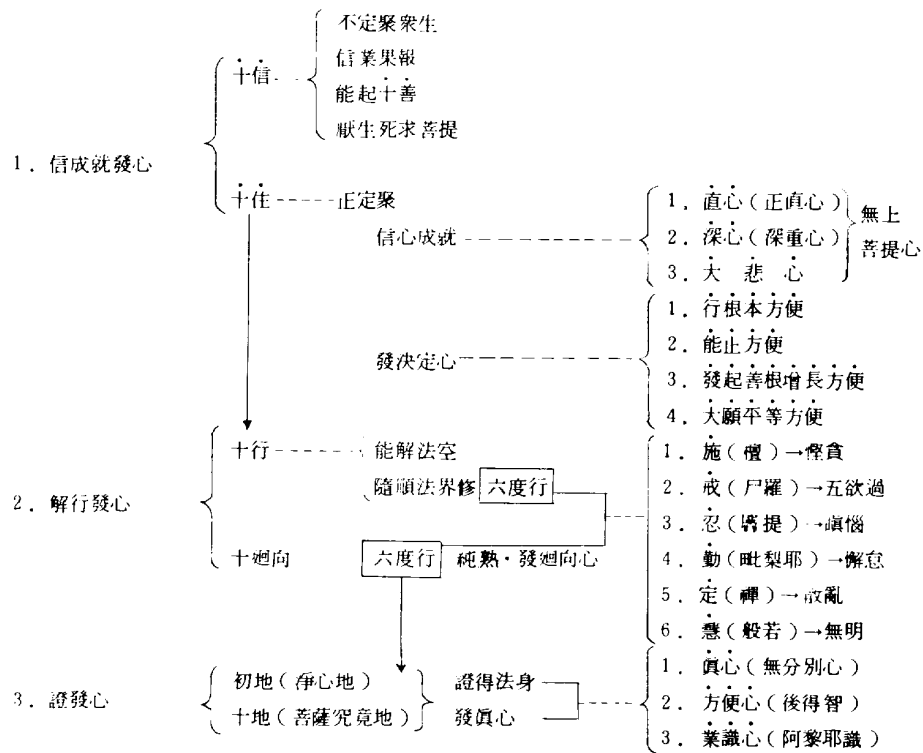 不定聚衆生
十信
信業果報
能起十善
厭生死求菩提
1．信成就發心
十住 正定聚
信心成就
1．直心（正直心）
2．深心（深重心）
3．大悲心
無上
菩提心
發決定心
1．行根本方便
2．能止方便
3．發起善根增長方便
4．大願平等方便
2．解行發心
十行
能解法空
隨順法界修 六度行
十廻向 六度行 純熟·發廻向心
1．施（檀）→慳貪
2．戒（尸羅）→五欲過
3．忍（羼提）→瞋惱
4．勤（毗梨耶）→懈怠
5．定（禪）→散亂
6．慧（般若）→無明
3．證發心
初地（淨心地）
十地（菩薩究竟地）
證得法身
發眞心
1．眞心（無分別心）
2．方便心（後得智）
3．業識心（阿黎耶識）